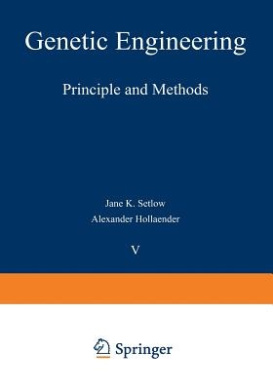 Genetic Engineering
Principle and Methods
Jane K. Setlow
Alexander Hollaender
V
Springer